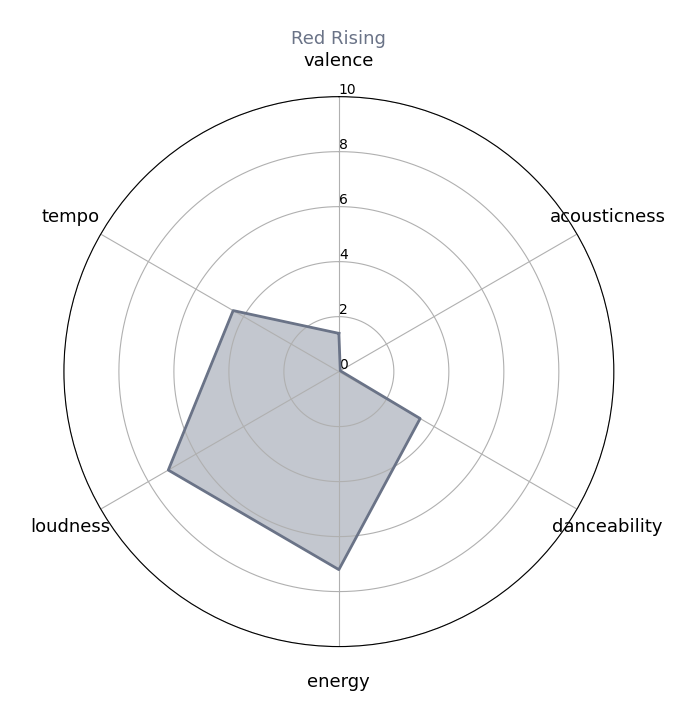 Red Rising
valence
10
8
6
4
2
0
tempo
acousticness
loudness
danceability
energy